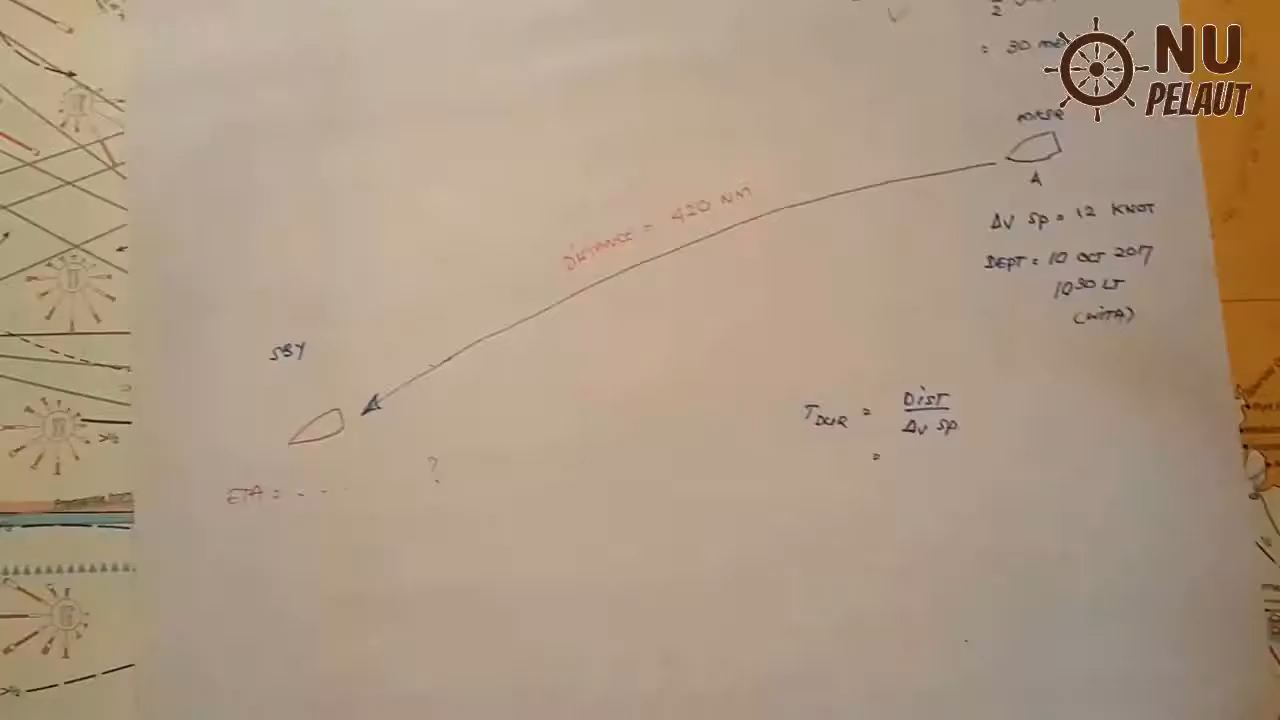 = 30 me
NU
PELAUT
A
DISTANCE = 420 NM
AV SP = 12 KNOT
DEPT = 10 OCT 2017
1030 LT
(WITA)
SBY
T DUR = DIST
AV SP
=
ETA = . . . . ?